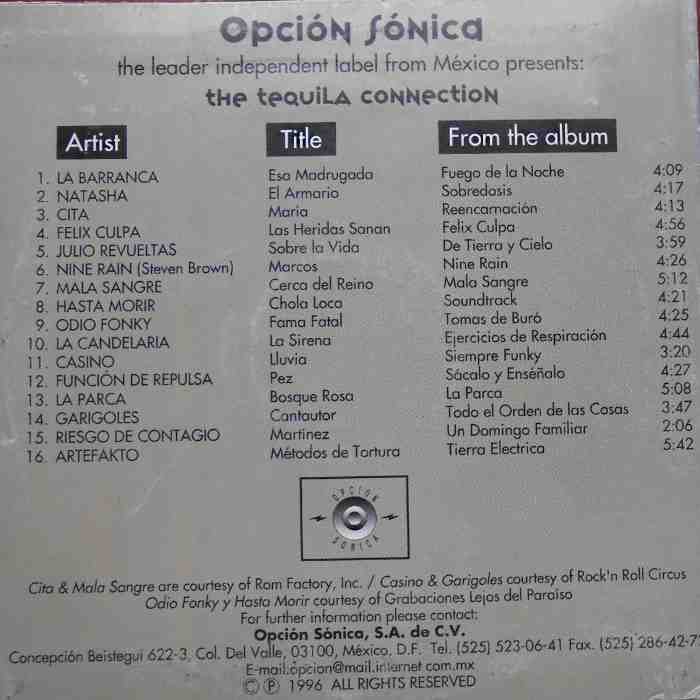 OPCIÓN SÓNICA
the leader independent label from México presents:
the tequila connection
Artist Title From the album
1. LA BARRANCA Esa Madrugada Fuego de la Noche 4:09
2. NATASHA El Armario Sobredosis 4:17
3. CITA Maria Reencarnación 4:13
4. FELIX CULPA Las Heridas Sanan Felix Culpa 4:56
5. JULIO REVUELTAS Sobre la Vida De Tierra y Cielo 3:59
6. NINE RAIN (Steven Brown) Marcos Nine Rain 4:26
7. MALA SANGRE Cerca del Reino Mala Sangre 5:12
8. HASTA MORIR Chola Loca Soundtrack 4:21
9. ODIO FONKY Fama Fatal Tomas de Buró 4:25
10. LA CANDELARIA La Sirena Ejercicios de Respiración 4:44
11. CASINO Lluvia Siempre Funky 3:20
12. FUNCIÓN DE REPULSA Pez Sácalo y Enséñalo 4:27
13. LA PARCA Bosque Rosa La Parca 5:08
14. GARIGOLES Cantautor Todo el Orden de las Cosas 3:47
15. RIESGO DE CONTAGIO Martinez Un Domingo Familiar 2:06
16. ARTEFAKTO Métodos de Tortura Tierra Electrica 5:42
OPCION
SONICA
Cita & Mala Sangre are courtesy of Rom Factory, Inc. / Casino & Garigoles courtesy of Rock'n Roll Circus
Odio Fonky y Hasta Morir courtesy of Grabaciones Lejos del Paraíso
For further information please contact:
Opción Sónica, S.A. de C.V.
Concepción Beistegui 622-3, Col. Del Valle, 03100, México, D.F. Tel. (525) 523-06-41 Fax. (525) 286-42-7
E-mail:opcion@mail.internet.com.mx
© ℗ 1996 ALL RIGHTS RESERVED